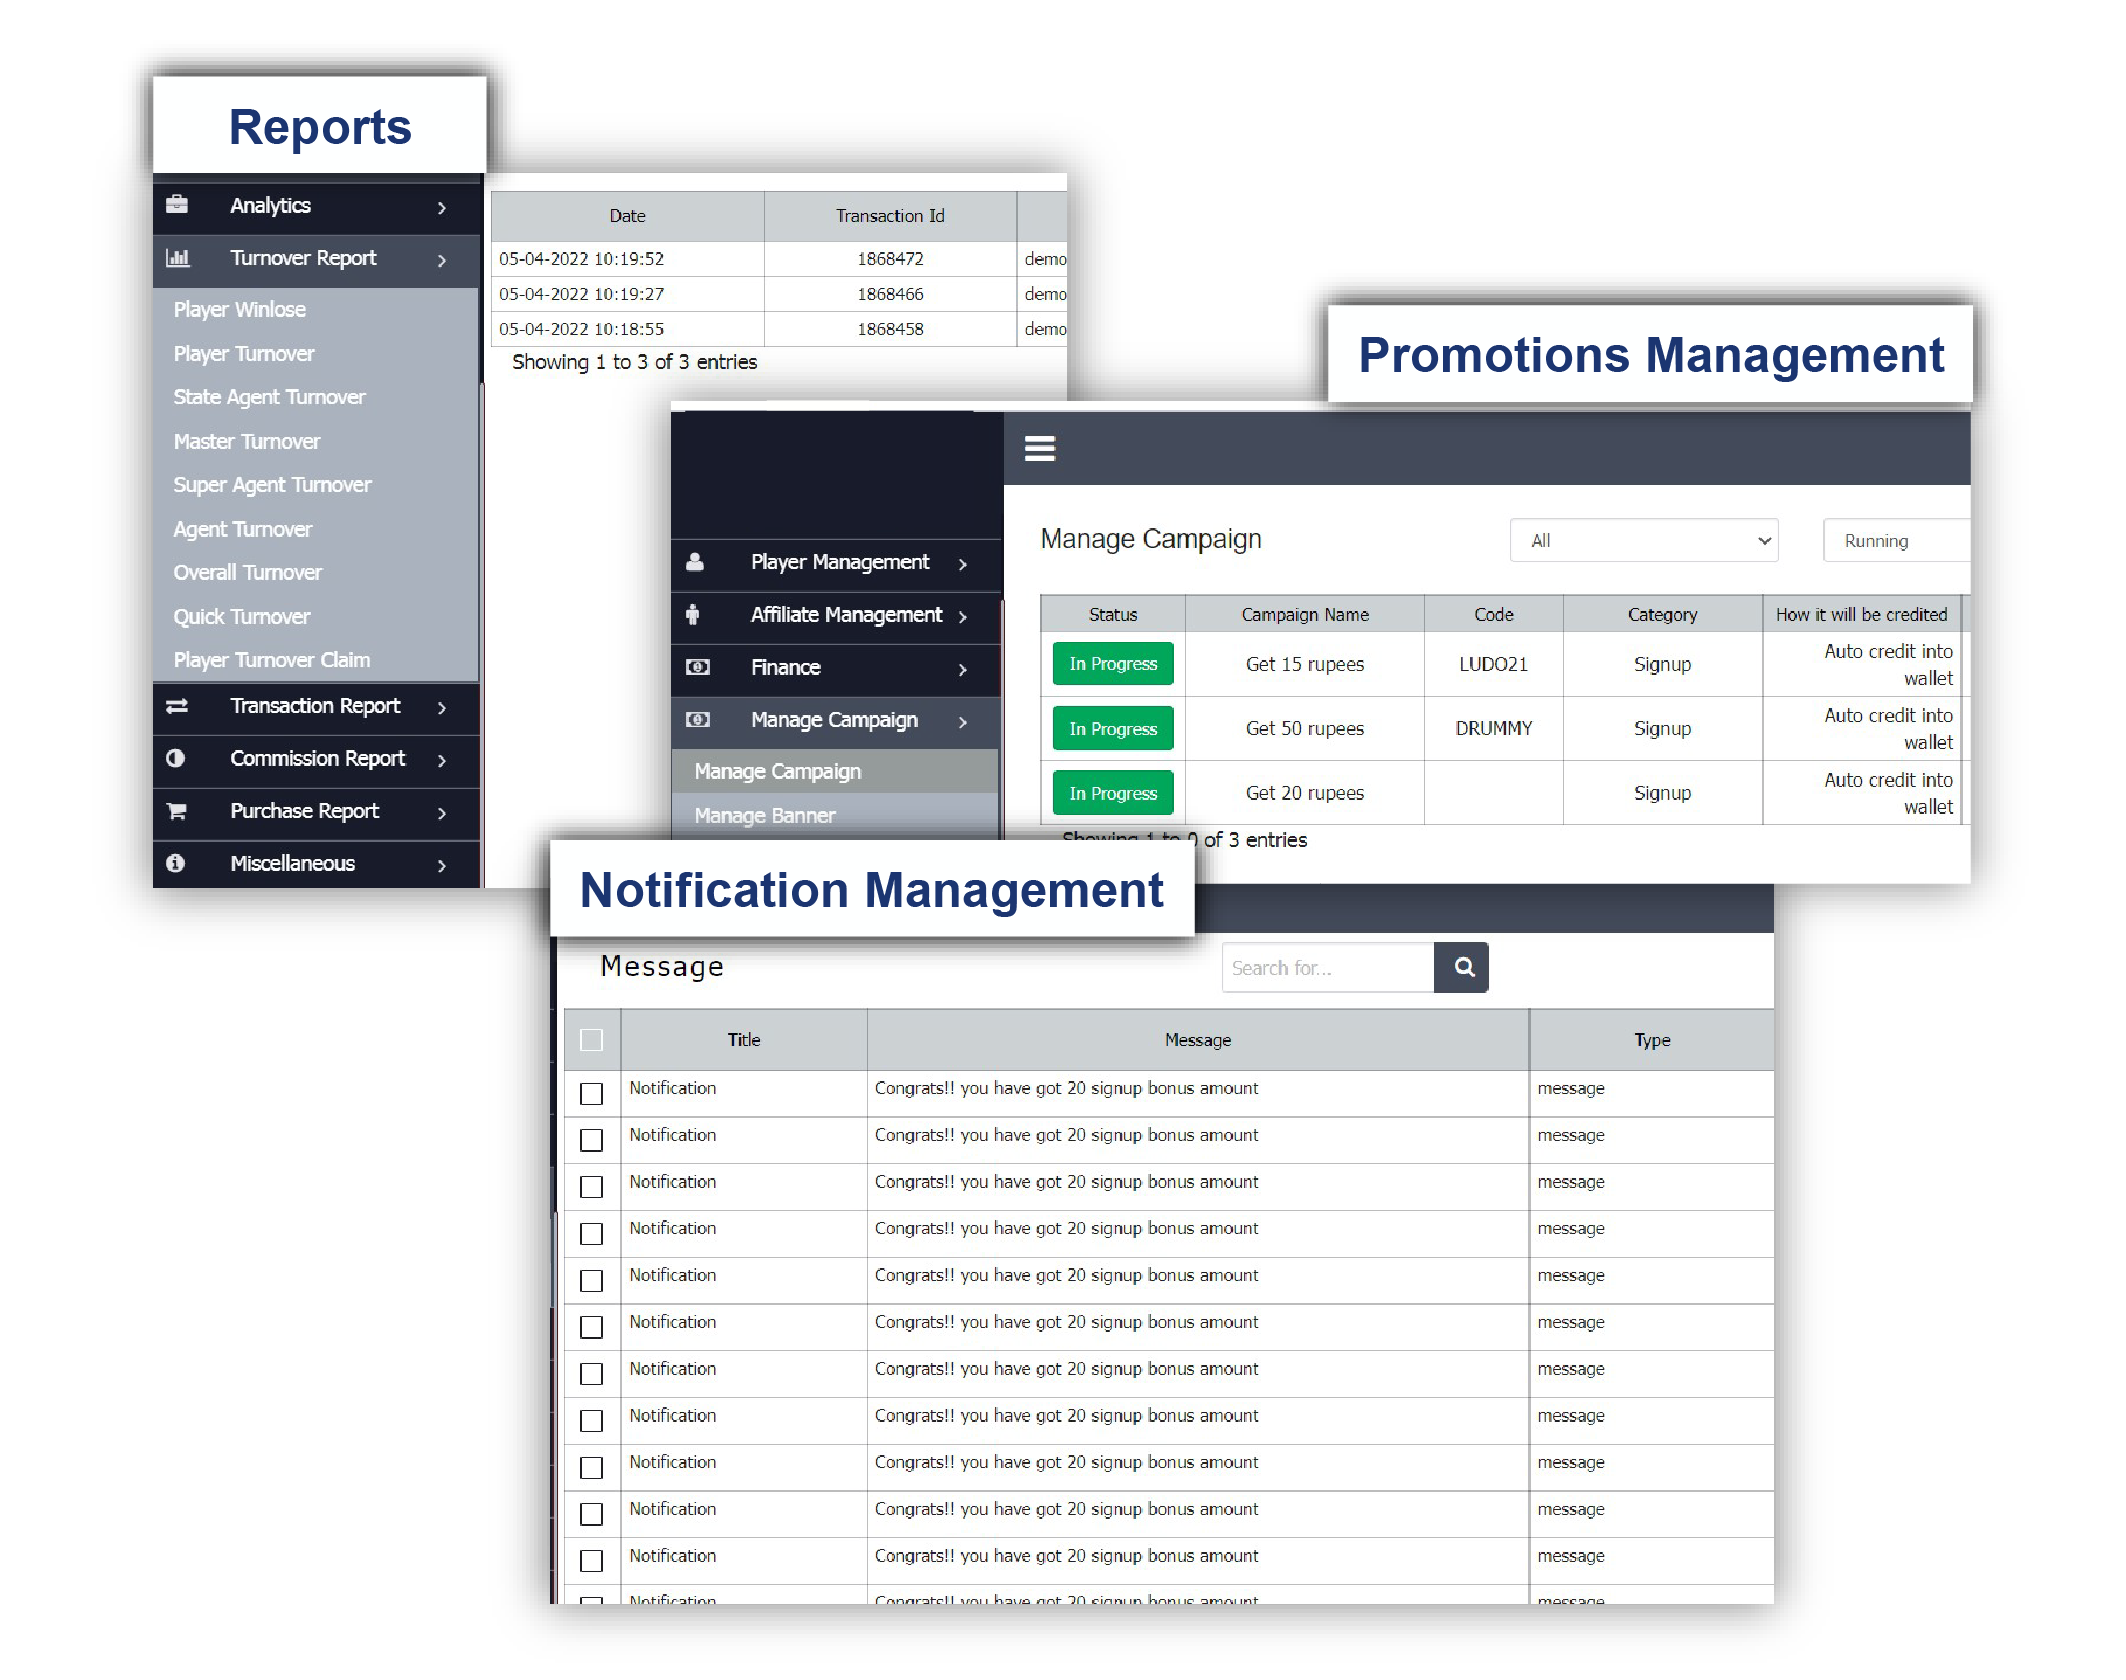 Reports
Analytics
Turnover Report
Player Winlose
Player Turnover
State Agent Turnover
Master Turnover
Super Agent Turnover
Agent Turnover
Overall Turnover
Quick Turnover
Player Turnover Claim
Transaction Report
Commission Report
Purchase Report
Miscellaneous
Date Transaction Id
05-04-2022 10:19:52 1868472 demo
05-04-2022 10:19:27 1868466 demo
05-04-2022 10:18:55 1868458 demo
Showing 1 to 3 of 3 entries
Promotions Management
Player Management
Affiliate Management
Finance
Manage Campaign
Manage Campaign
Manage Banner
Manage Campaign All Running
Status Campaign Name Code Category How it will be credited
In Progress Get 15 rupees LUDO21 Signup Auto credit into
wallet
In Progress Get 50 rupees DRUMMY Signup Auto credit into
wallet
In Progress Get 20 rupees Signup Auto credit into
wallet
Showing 1 to 0 of 3 entries
Notification Management
Message Search for...
Title Message Type
Notification Congrats!! you have got 20 signup bonus amount message
Notification Congrats!! you have got 20 signup bonus amount message
Notification Congrats!! you have got 20 signup bonus amount message
Notification Congrats!! you have got 20 signup bonus amount message
Notification Congrats!! you have got 20 signup bonus amount message
Notification Congrats!! you have got 20 signup bonus amount message
Notification Congrats!! you have got 20 signup bonus amount message
Notification Congrats!! you have got 20 signup bonus amount message
Notification Congrats!! you have got 20 signup bonus amount message
Notification Congrats!! you have got 20 signup bonus amount message
Notification Congrats!! you have got 20 signup bonus amount message
Notification Congrats!! you have got 20 signup bonus amount message